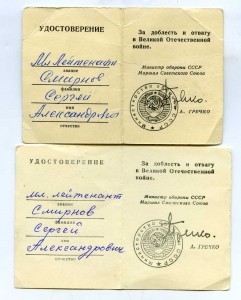 УДОСТОВЕРЕНИЕ
Мл. Лейтенант
звание
Смирнов
фамилия
Сергей
имя
Александрович
отчество
За доблесть и отвагу
в Великой Отечественной
войне.
Министр обороны СССР
Маршал Советского Союза
А. ГРЕЧКО
УДОСТОВЕРЕНИЕ
мл. лейтенант
звание
Смирнов
фамилия
Сергей
имя
Александрович
отчество
За доблесть и отвагу
в Великой Отечественной
войне.
Министр обороны СССР
Маршал Советского Союза
А. ГРЕЧКО